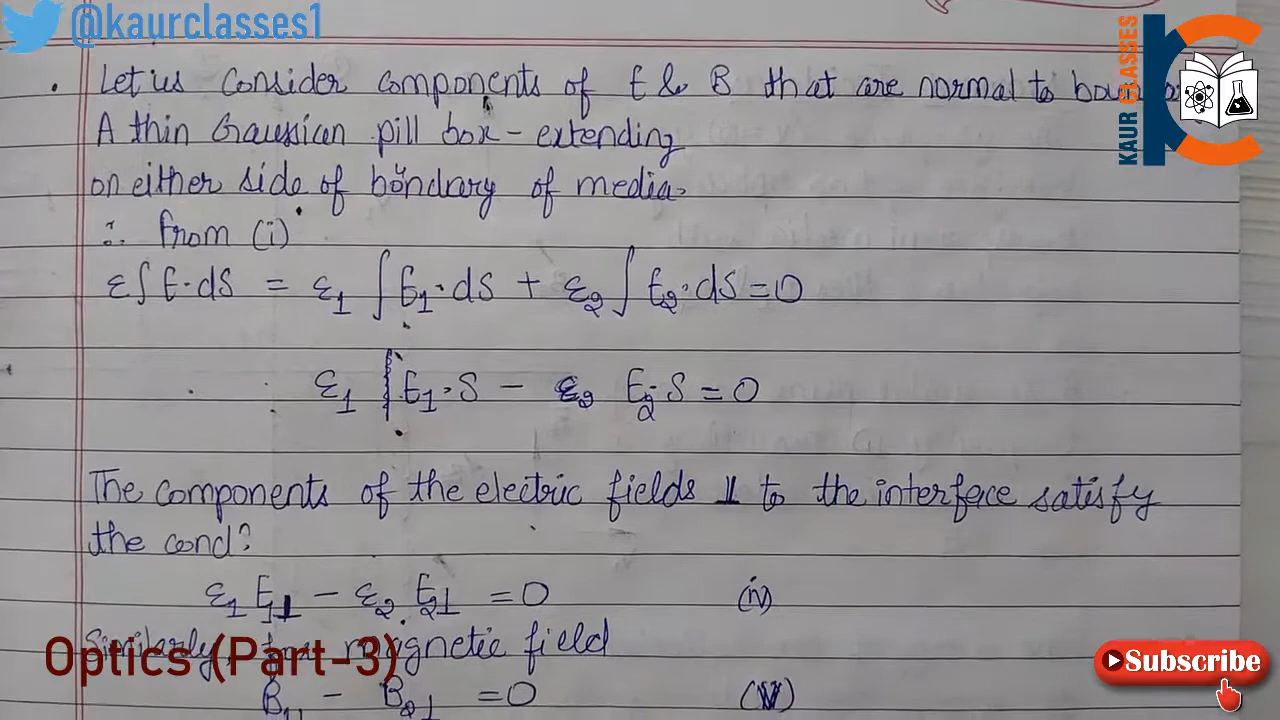 @kaurclasses1
KAUR CLASSES
. Let us Consider components of E & B that are normal to
A thin Gaussian pill box - extending
on either side of boundrary of media.
∴ from (i)
ε∫E·dS = ε₁ ∫E₁·dS + ε₂ ∫E₂·dS = 0
ε₁ E₁·S - ε₂ E₂·S = 0
The components of the electric fields ⊥ to the interface satisfy
the cond?
ε₁ E₁⊥ - ε₂ E₂⊥ = 0 (iv)
Similarly, for magnetic field
Optics (Part-3)
Subscribe
B₁⊥ - B₂⊥ = 0 (V)